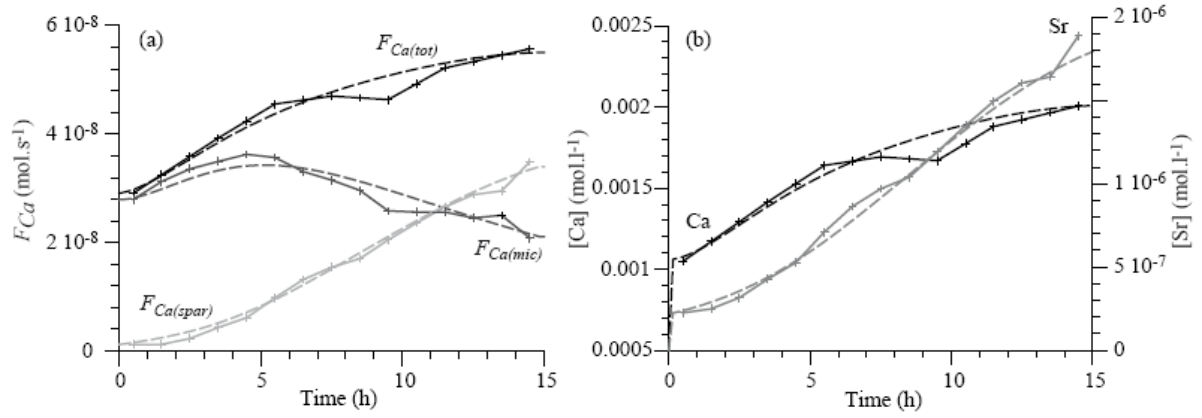 6 10-8
4 10-8
2 10-8
0
FCa (mol.s-1)
(a)
FCa(tot)
FCa(mic)
FCa(spar)
0 5 10 15
Time (h)
0.0025
0.002
0.0015
0.001
0.0005
[Ca] (mol.l-1)
(b)
Sr
Ca
2 10-6
1 10-6
5 10-7
0
[Sr] (mol.l-1)
0 5 10 15
Time (h)